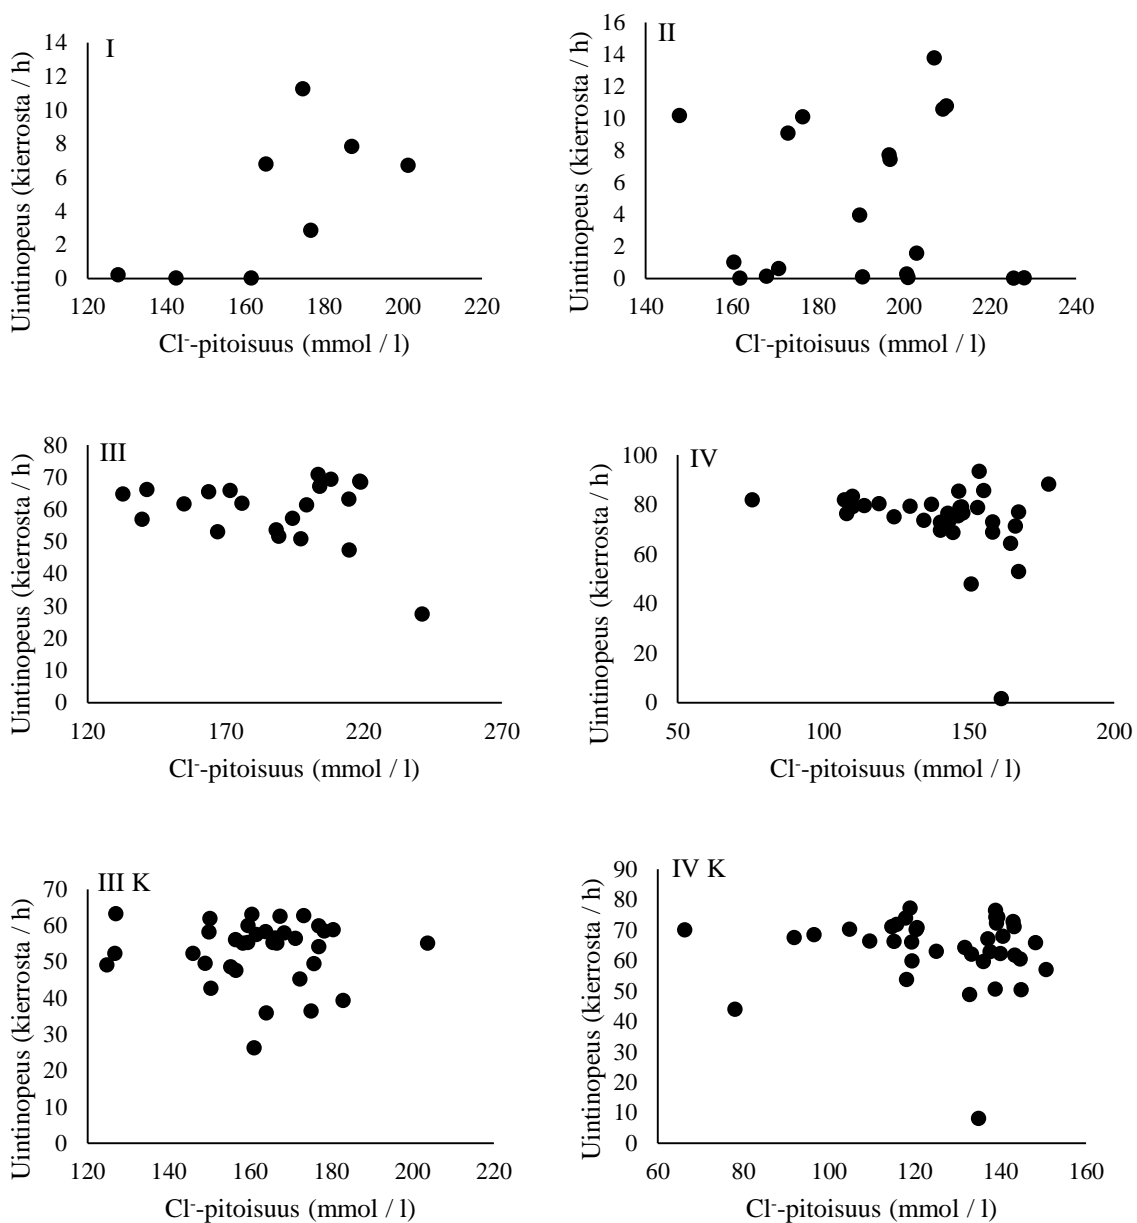 I
Uintinopeus (kierrosta / h)
14
12
10
8
6
4
2
0
120 140 160 180 200 220
Cl⁻-pitoisuus (mmol / l)
II
Uintinopeus (kierrosta / h)
16
14
12
10
8
6
4
2
0
140 160 180 200 220 240
Cl⁻-pitoisuus (mmol / l)
III
Uintinopeus (kierrosta / h)
80
70
60
50
40
30
20
10
0
120 170 220 270
Cl⁻-pitoisuus (mmol / l)
IV
Uintinopeus (kierrosta / h)
100
80
60
40
20
0
50 100 150 200
Cl⁻-pitoisuus (mmol / l)
III K
Uintinopeus (kierrosta / h)
70
60
50
40
30
20
10
0
120 140 160 180 200 220
Cl⁻-pitoisuus (mmol / l)
IV K
Uintinopeus (kierrosta / h)
90
80
70
60
50
40
30
20
10
0
60 80 100 120 140 160
Cl⁻-pitoisuus (mmol / l)